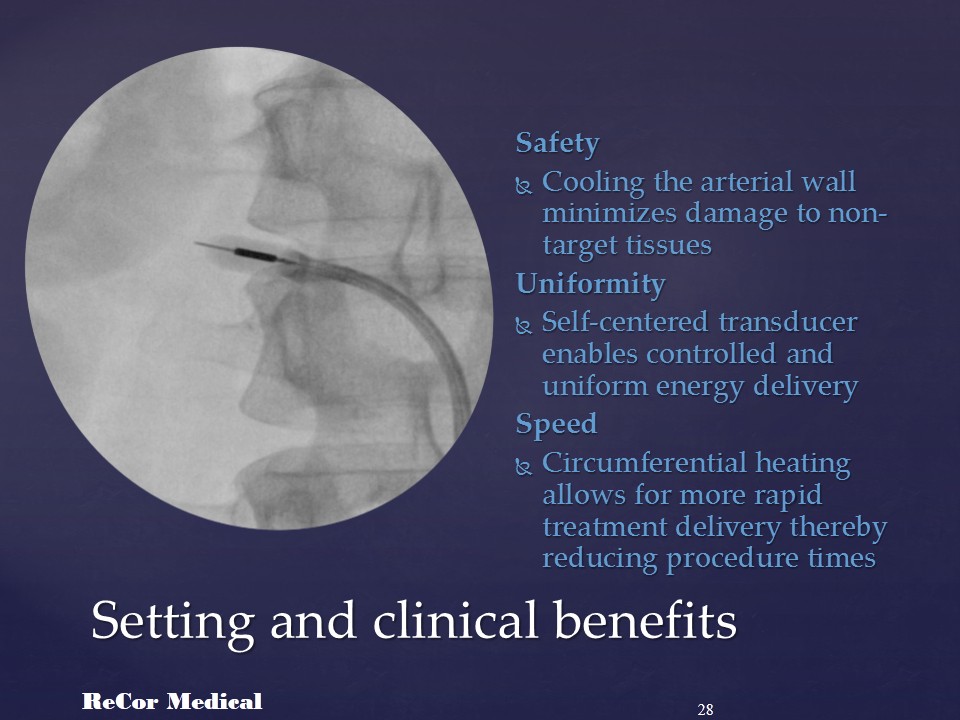 Safety
Cooling the arterial wall
minimizes damage to non-
target tissues
Uniformity
Self-centered transducer
enables controlled and
uniform energy delivery
Speed
Circumferential heating
allows for more rapid
treatment delivery thereby
reducing procedure times
Setting and clinical benefits
ReCor Medical
28